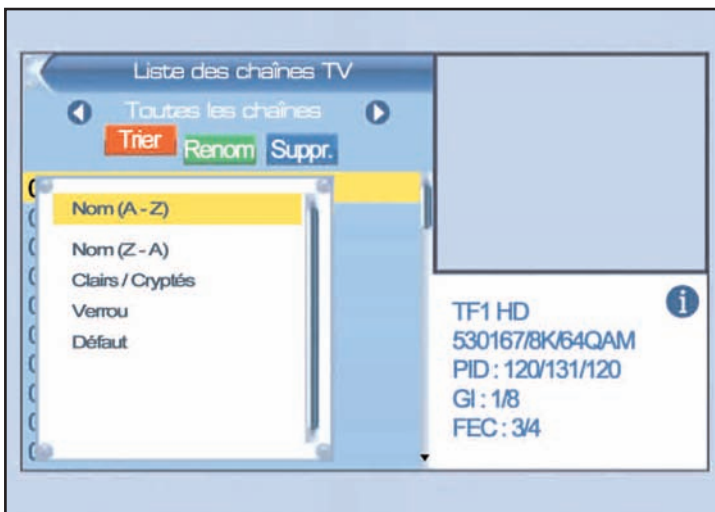 Liste des chaînes TV
Toutes les chaînes
Trier Renom Suppr.
Nom (A - Z)
Nom (Z - A)
Clairs / Cryptés
Verrou
Défaut
TF1 HD
530167/8K/64QAM
PID : 120/131/120
GI : 1/8
FEC : 3/4